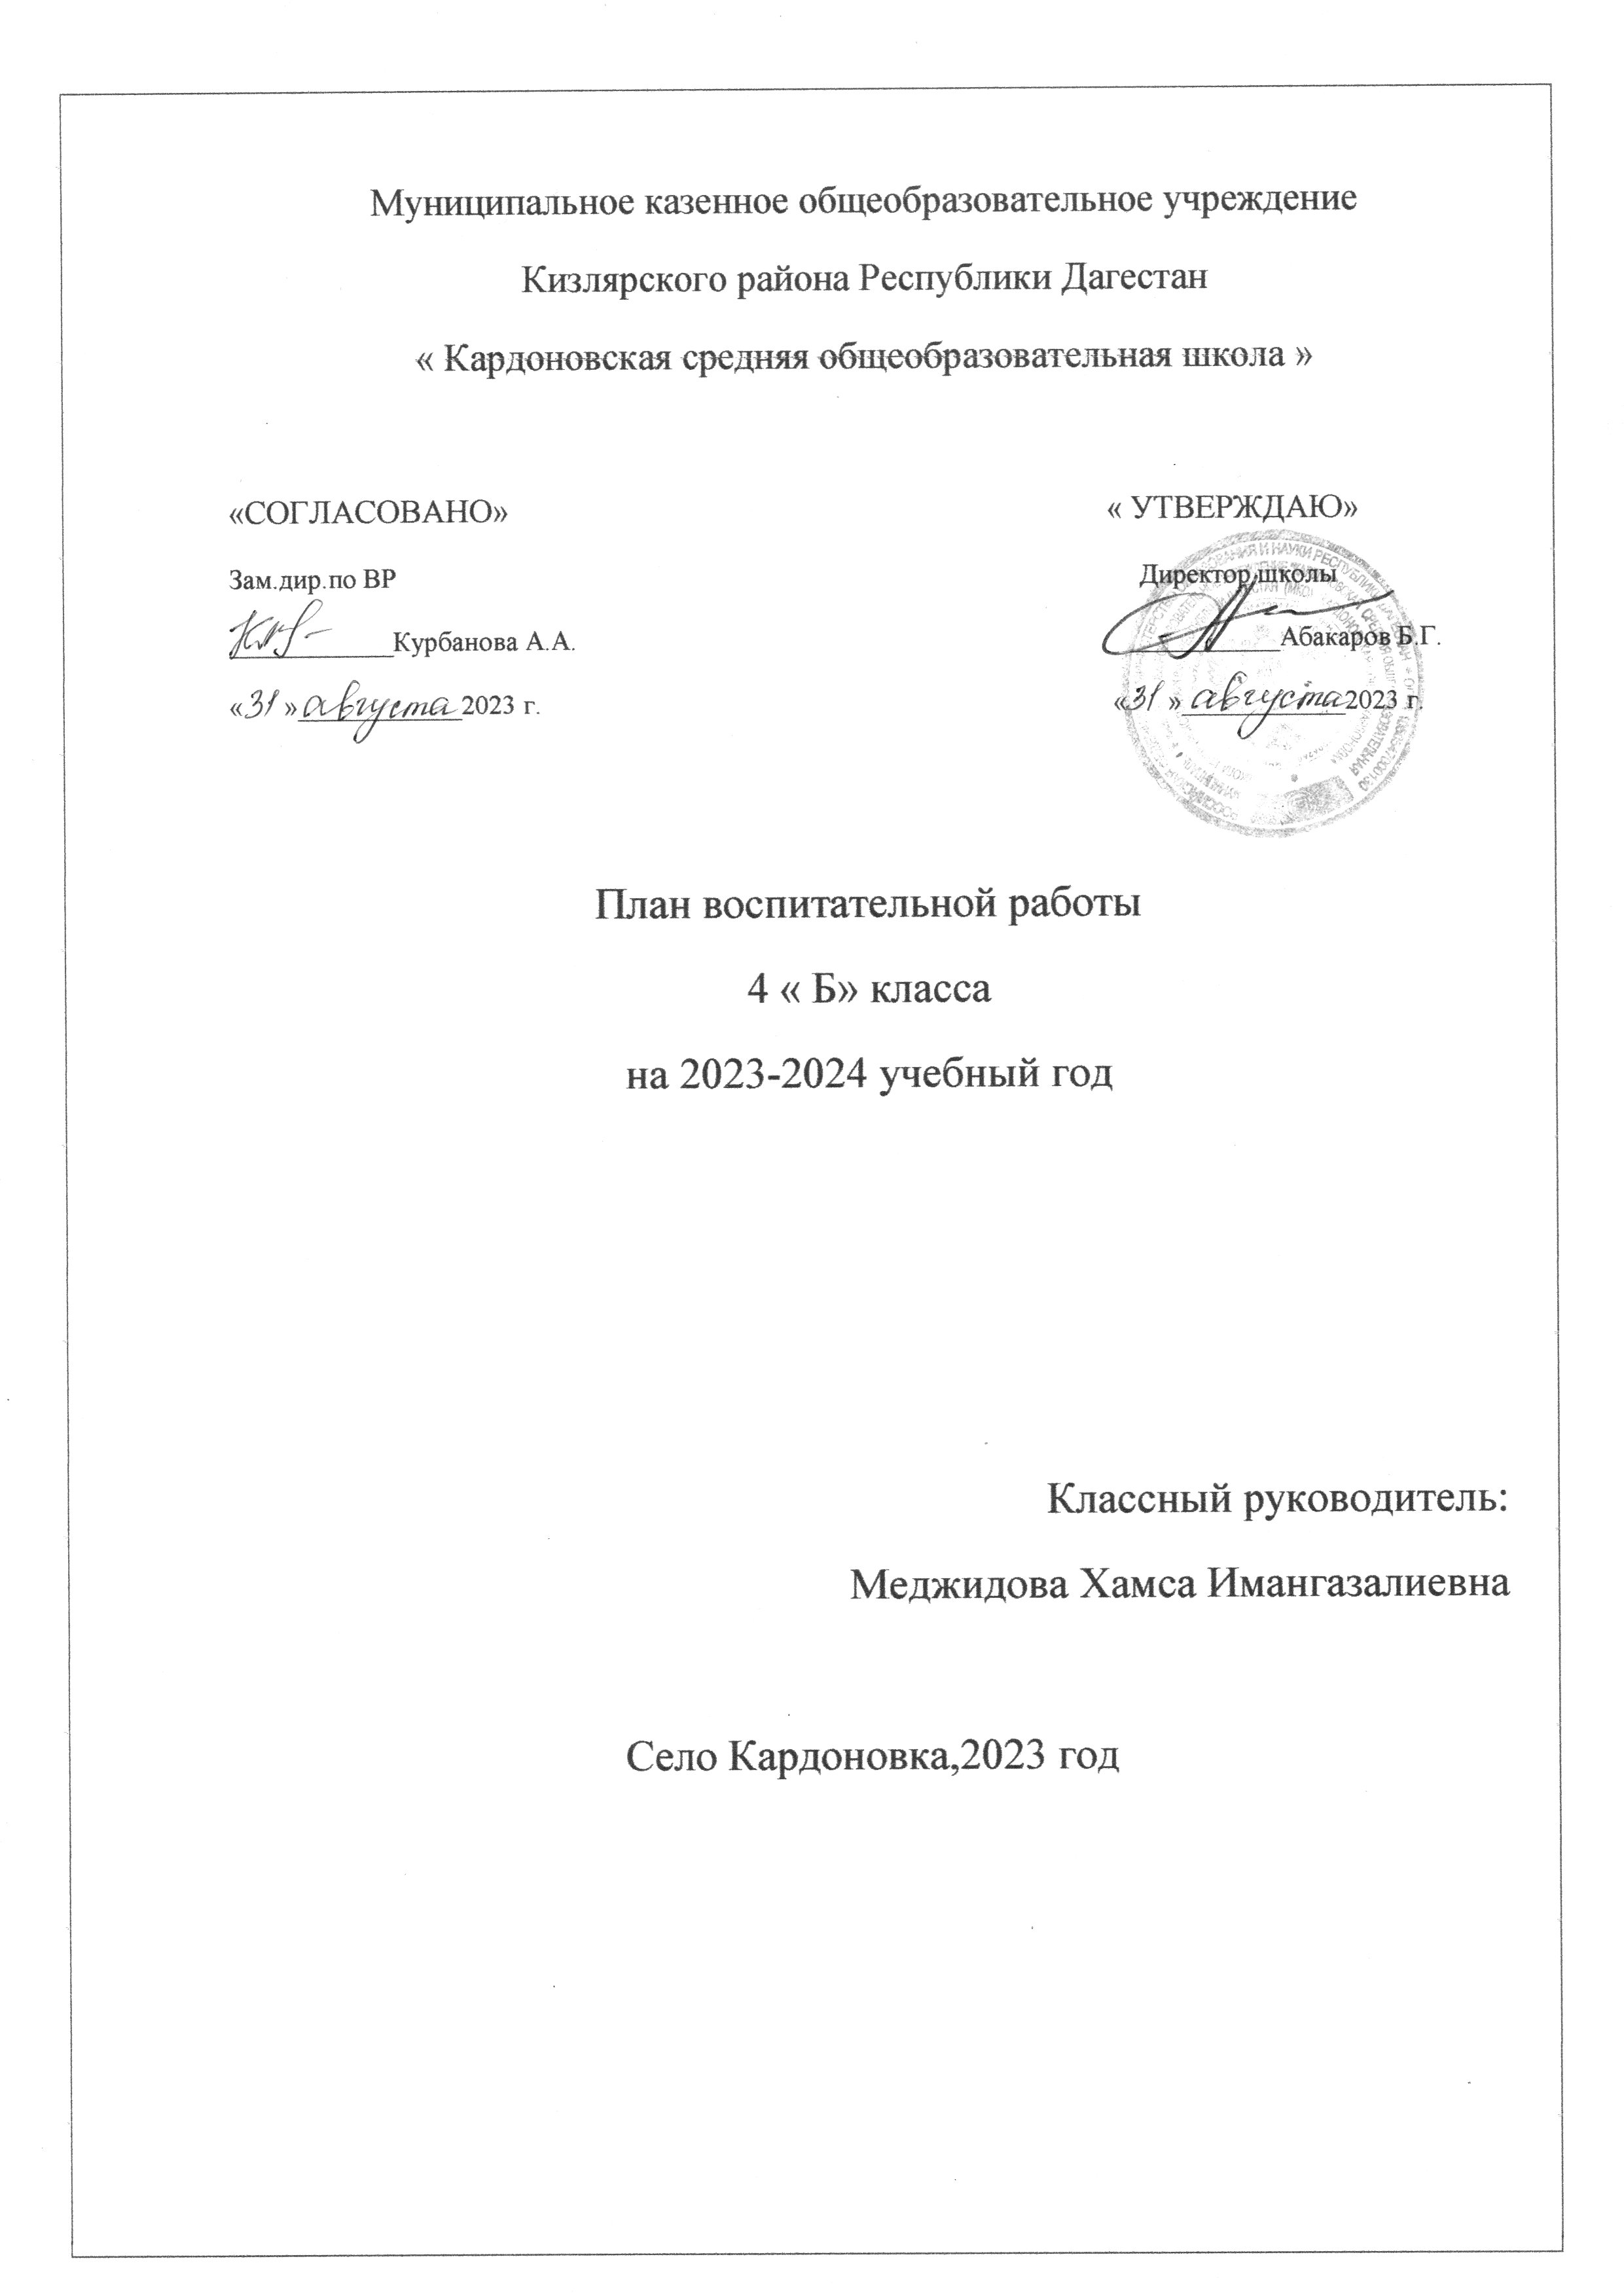 Муниципальное казенное общеобразовательное учреждение
Кизлярского района Республики Дагестан
« Кардоновская средняя общеобразовательная школа »
«СОГЛАСОВАНО»
Зам.дир.по ВР
Курбанова А.А.
«31 » августа 2023 г.
« УТВЕРЖДАЮ»
Директор школы
Абакаров Б.Г.
«31 » августа 2023 г.
План воспитательной работы
4 « Б» класса
на 2023-2024 учебный год
Классный руководитель:
Меджидова Хамса Имангазалиевна
Село Кардоновка,2023 год